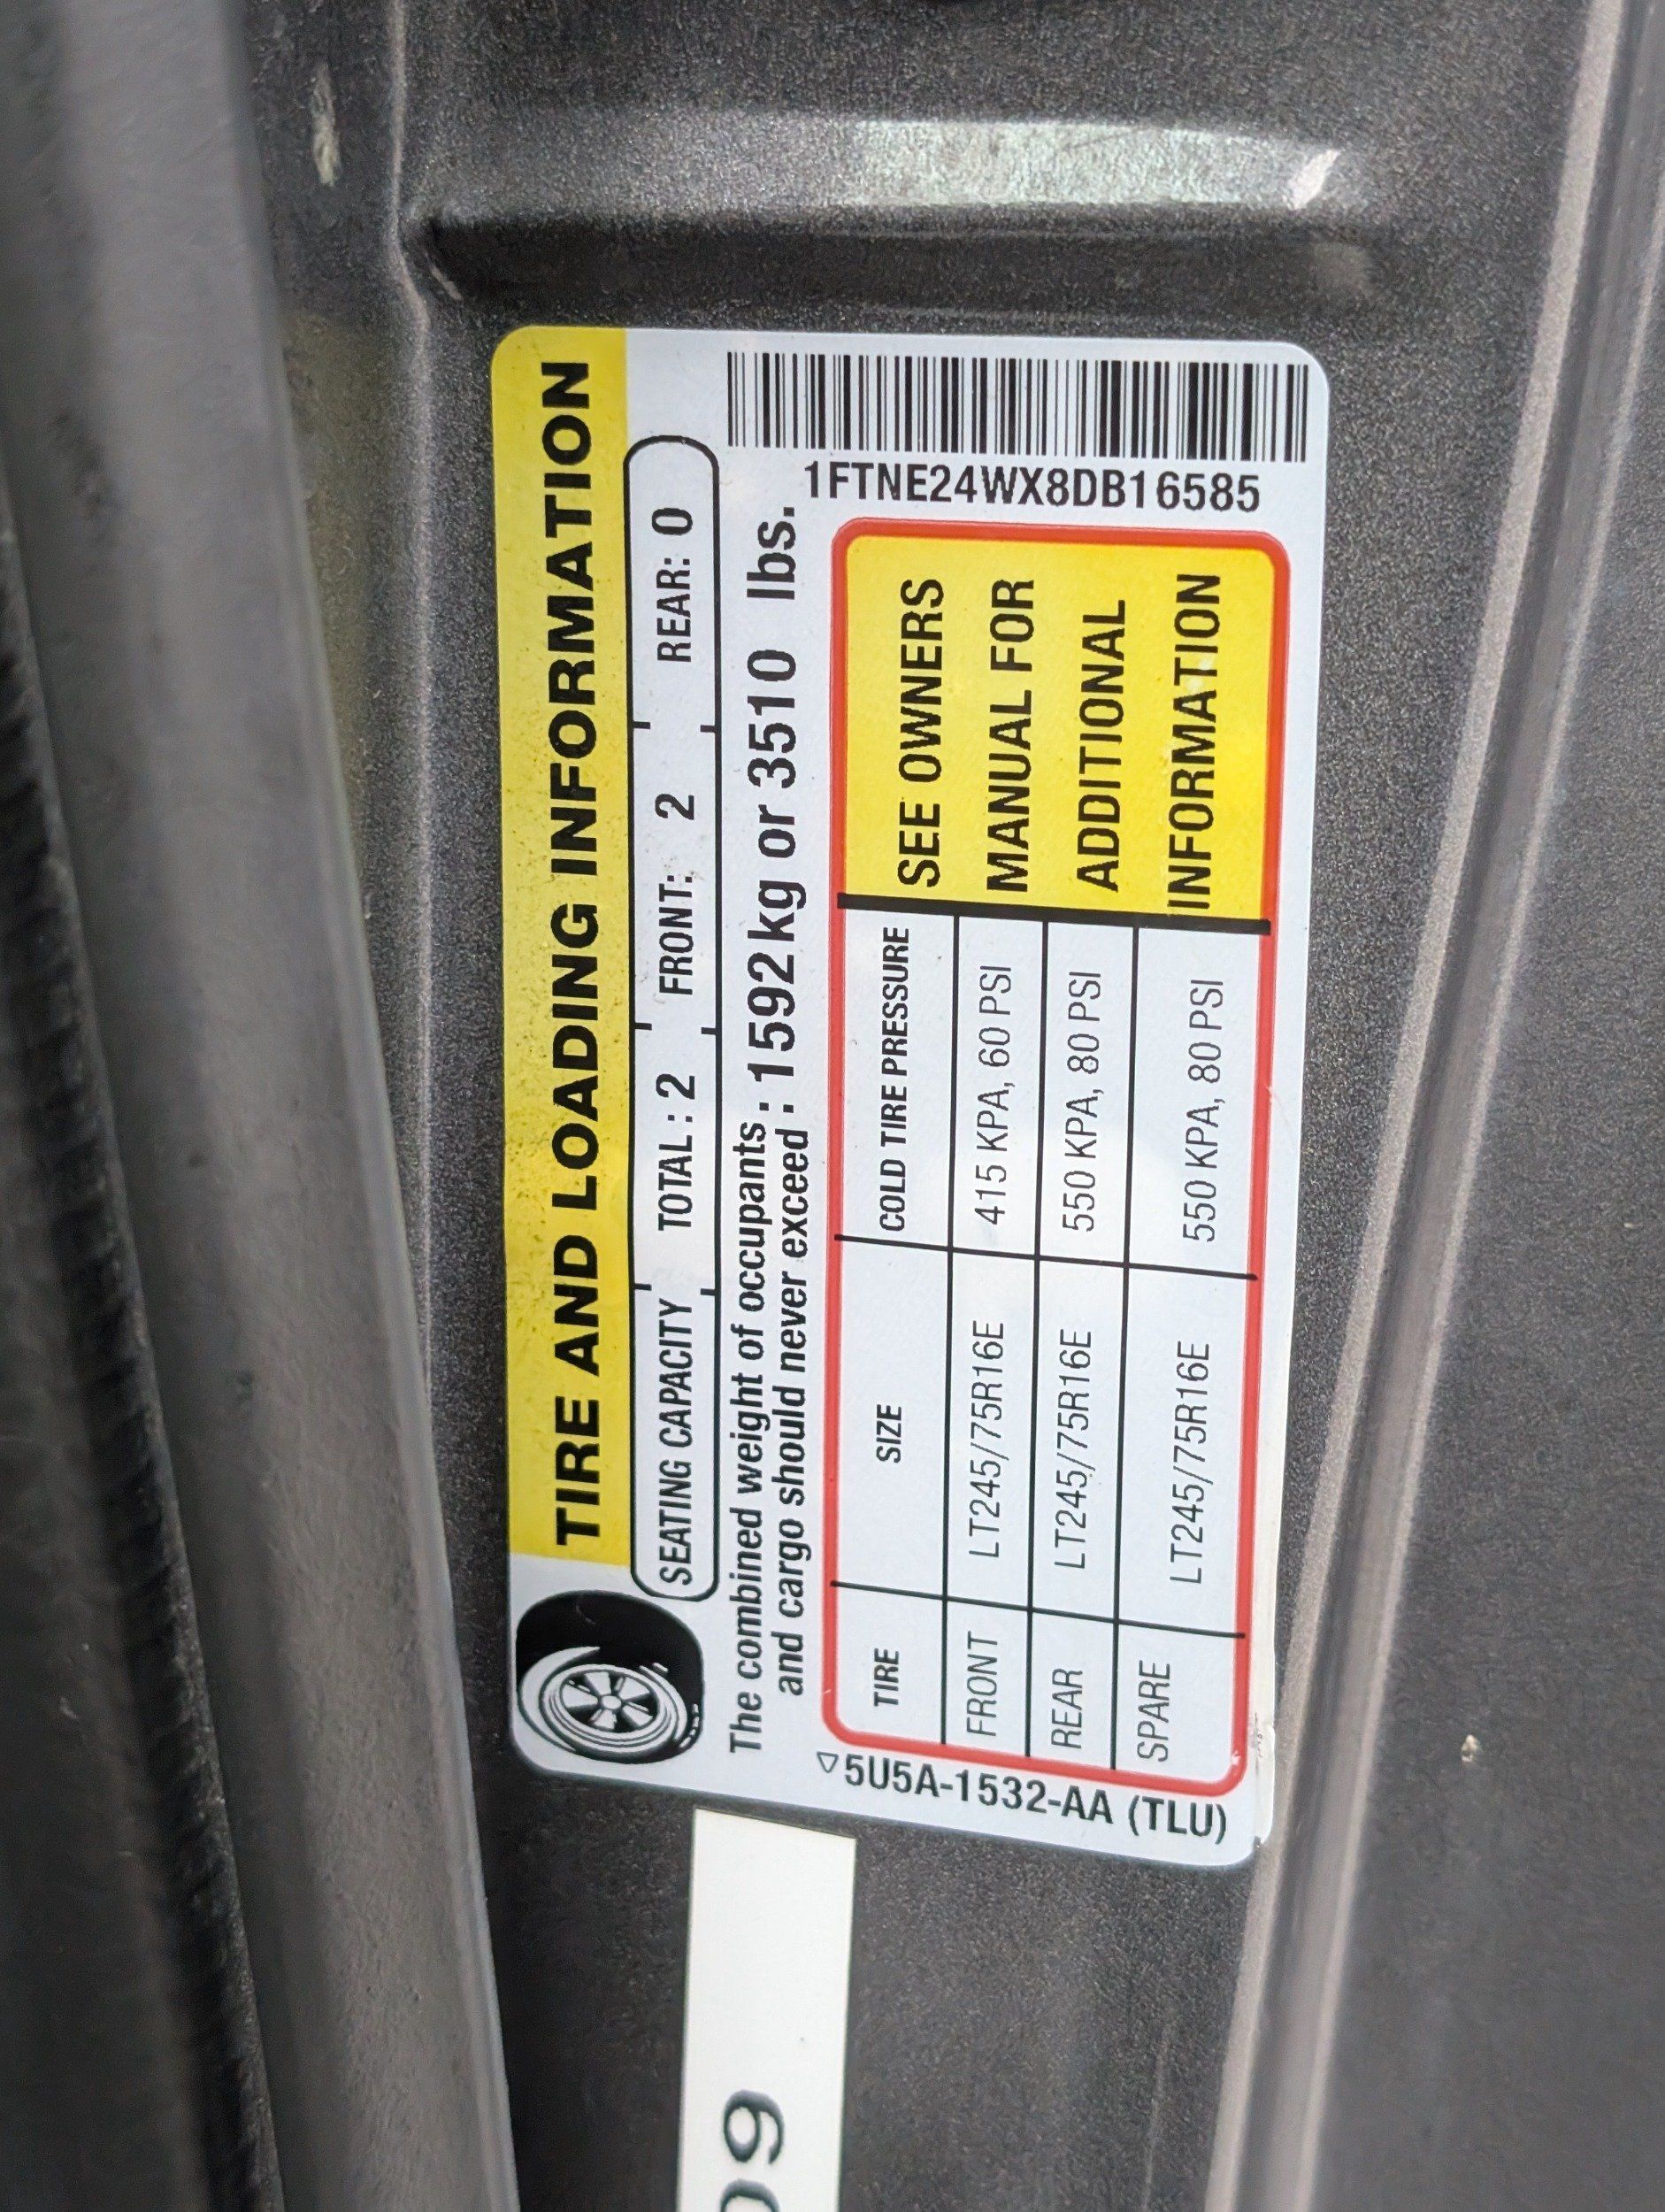 TIRE AND LOADING INFORMATION
SEATING CAPACITY TOTAL : 2 FRONT: 2 REAR: 0
The combined weight of occupants
and cargo should never exceed : 1592 kg or 3510 lbs.
TIRE SIZE COLD TIRE PRESSURE
FRONT LT245/75R16E 415 KPA, 60 PSI
REAR LT245/75R16E 550 KPA, 80 PSI
SPARE LT245/75R16E 550 KPA, 80 PSI
SEE OWNERS
MANUAL FOR
ADDITIONAL
INFORMATION
1FTNE24WX8DB16585
5U5A-1532-AA (TLU)